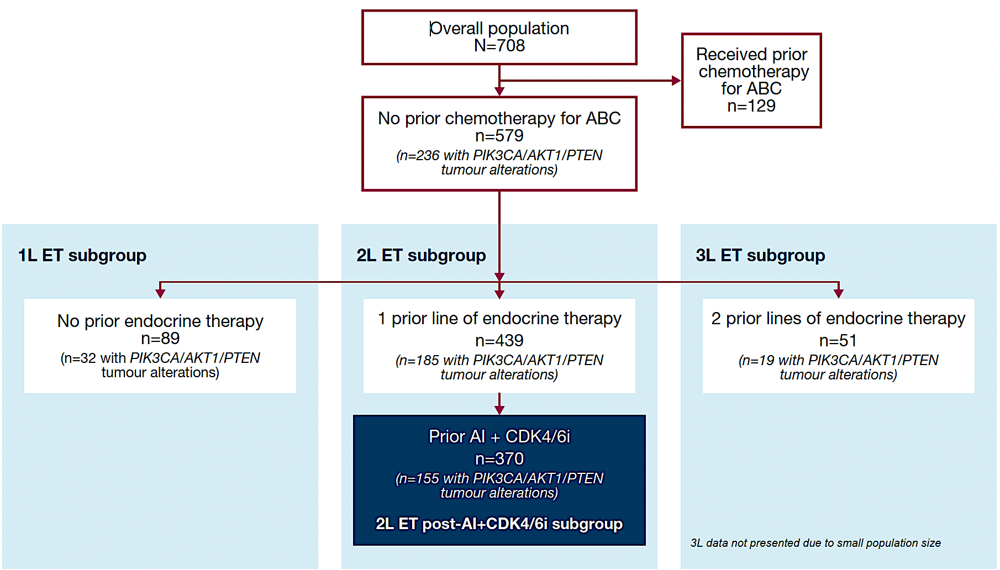 Overall population
N=708
Received prior
chemotherapy
for ABC
n=129
No prior chemotherapy for ABC
n=579
(n=236 with PIK3CA/AKT1/PTEN
tumour alterations)
1L ET subgroup
2L ET subgroup
3L ET subgroup
No prior endocrine therapy
n=89
(n=32 with PIK3CA/AKT1/PTEN
tumour alterations)
1 prior line of endocrine therapy
n=439
(n=185 with PIK3CA/AKT1/PTEN
tumour alterations)
2 prior lines of endocrine therapy
n=51
(n=19 with PIK3CA/AKT1/PTEN
tumour alterations)
Prior AI + CDK4/6i
n=370
(n=155 with PIK3CA/AKT1/PTEN
tumour alterations)
2L ET post-AI+CDK4/6i subgroup
3L data not presented due to small population size